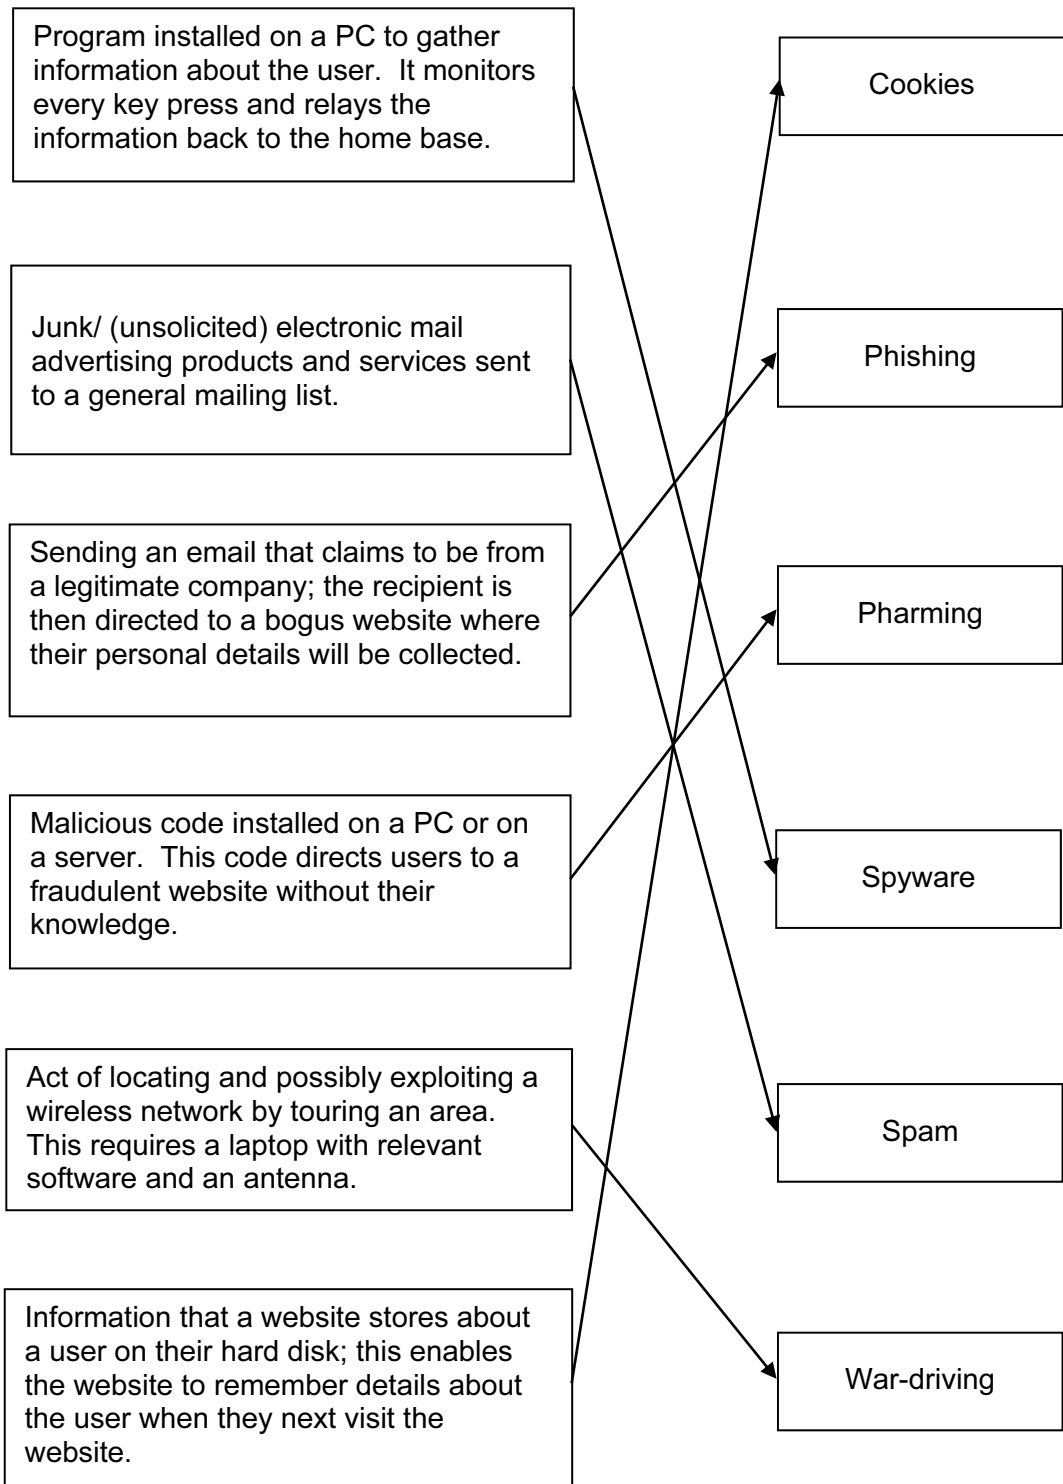 Program installed on a PC to gather
information about the user.  It monitors
every key press and relays the
information back to the home base.
Cookies
Junk/ (unsolicited) electronic mail
advertising products and services sent
to a general mailing list.
Phishing
Sending an email that claims to be from
a legitimate company; the recipient is
then directed to a bogus website where
their personal details will be collected.
Pharming
Malicious code installed on a PC or on
a server.  This code directs users to a
fraudulent website without their
knowledge.
Spyware
Act of locating and possibly exploiting a
wireless network by touring an area.
This requires a laptop with relevant
software and an antenna.
Spam
Information that a website stores about
a user on their hard disk; this enables
the website to remember details about
the user when they next visit the
website.
War-driving